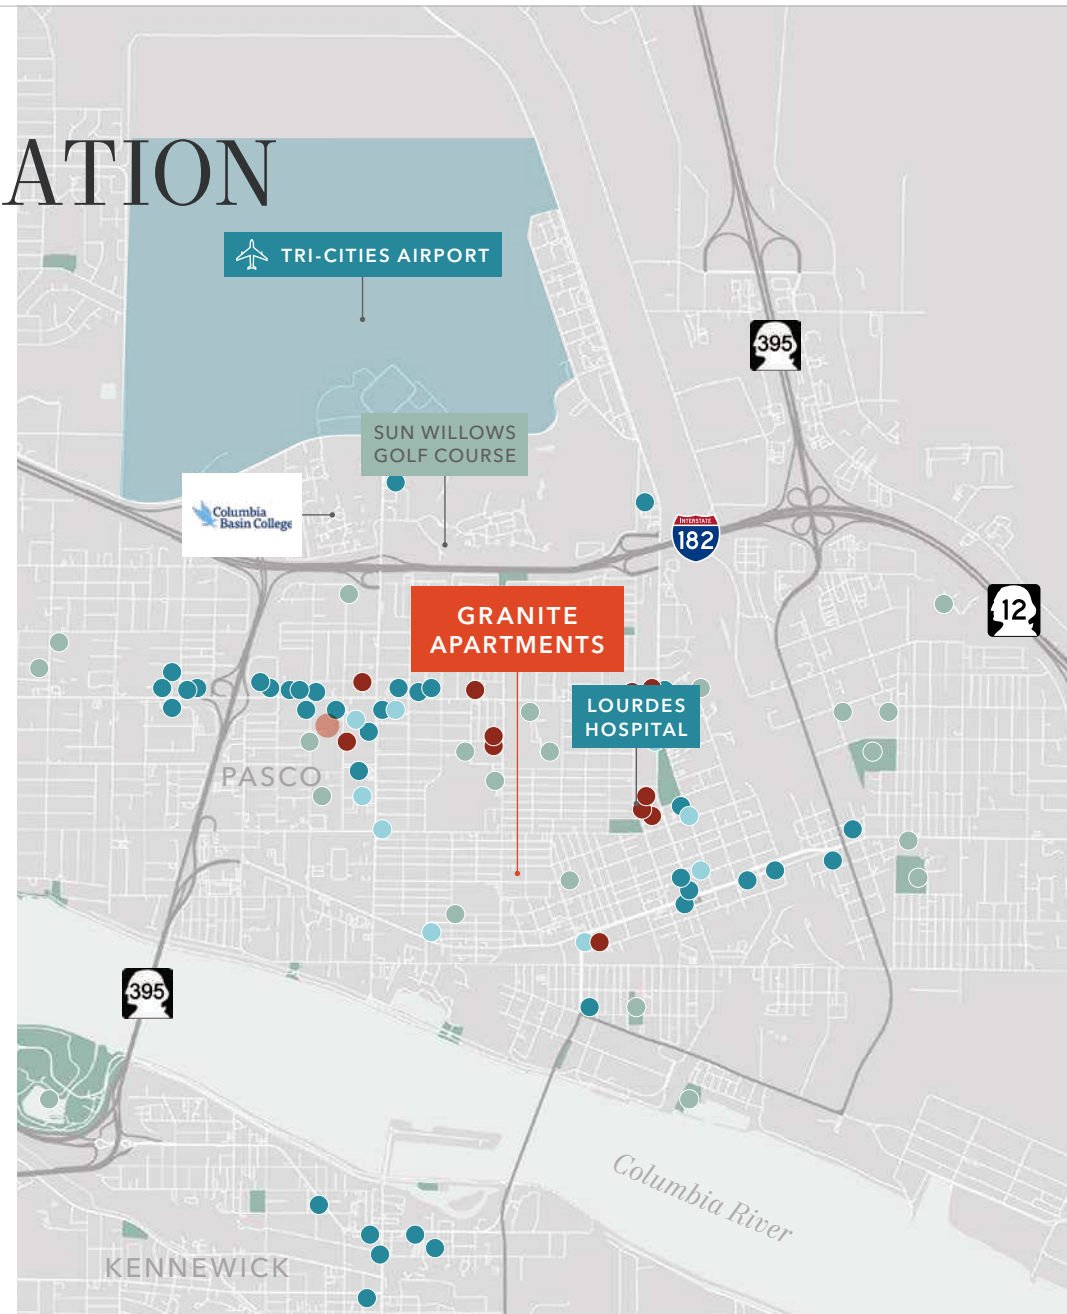 ATION
TRI-CITIES AIRPORT
395
SUN WILLOWS
GOLF COURSE
Columbia
Basin College
INTERSTATE
182
GRANITE
APARTMENTS
12
LOURDES
HOSPITAL
PASCO
395
Columbia River
KENNEWICK